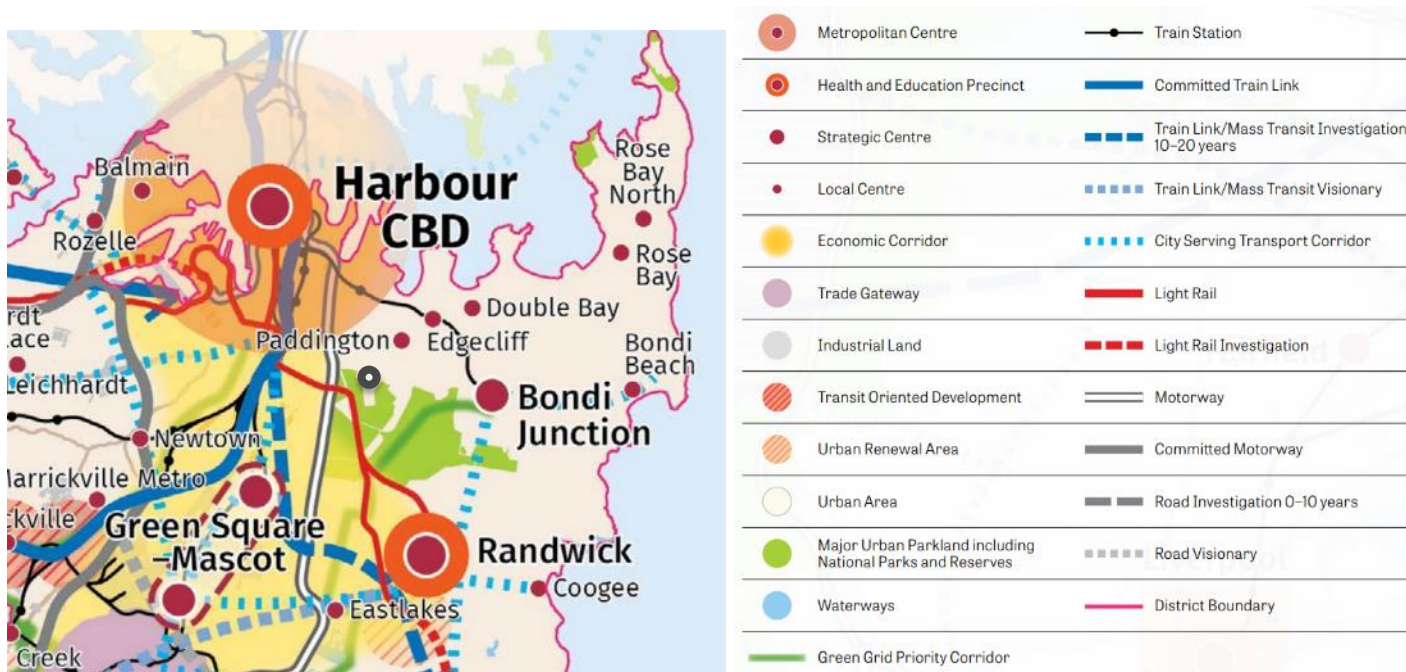 Balmain
Rozelle
Harbour
CBD
Rose
Bay
North
Rose
Bay
Double Bay
Edgecliff
Paddington
Bondi
Beach
rdt
lace
Leichhardt
Bondi
Junction
Newtown
Marrickville Metro
ckville
Green Square
–Mascot
Randwick
Coogee
Eastlakes
Creek
Metropolitan Centre
Health and Education Precinct
Strategic Centre
Local Centre
Economic Corridor
Trade Gateway
Industrial Land
Transit Oriented Development
Urban Renewal Area
Urban Area
Major Urban Parkland including
National Parks and Reserves
Waterways
Green Grid Priority Corridor
Train Station
Committed Train Link
Train Link/Mass Transit Investigation
10–20 years
Train Link/Mass Transit Visionary
City Serving Transport Corridor
Light Rail
Light Rail Investigation
Fairfield
Motorway
Committed Motorway
Road Investigation 0–10 years
Road Visionary
Liverpool
District Boundary